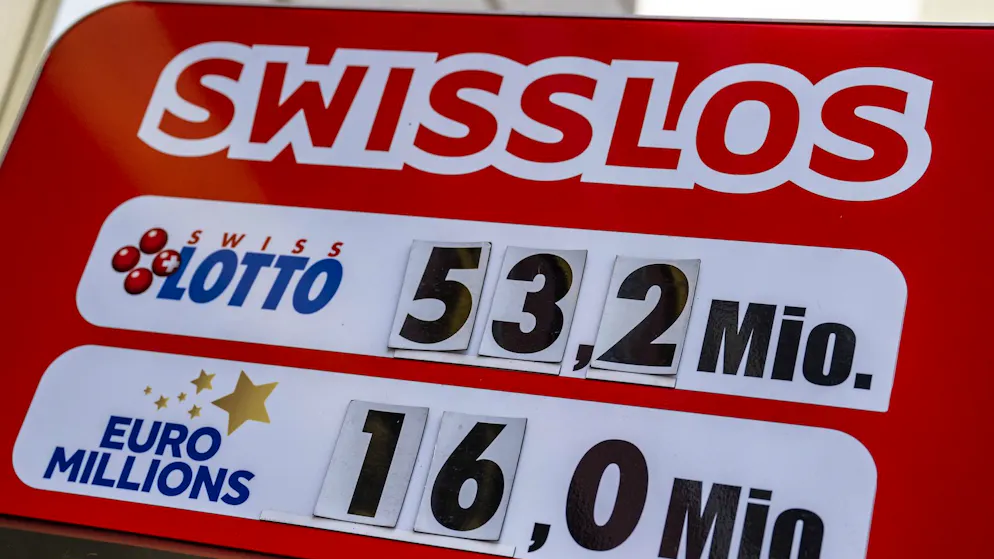 SWISSLOS
SWISS
LOTTO
53,2 Mio.
EURO
MILLIONS
16,0 Mio